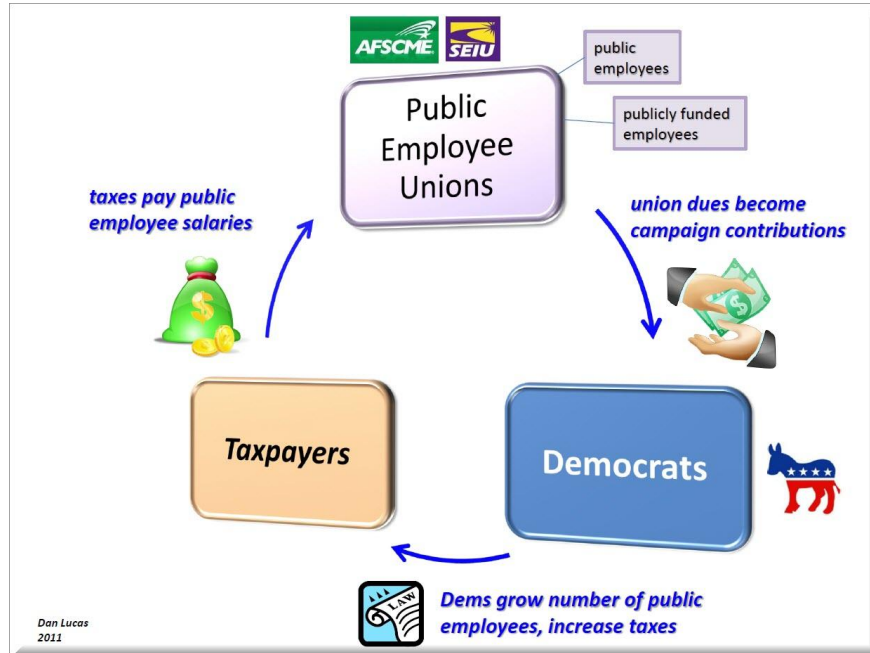 AFSCME
SEIU
public
employees
Public
Employee
Unions
publicly funded
employees
taxes pay public
employee salaries
union dues become
campaign contributions
Taxpayers
Democrats
LAW
Dems grow number of public
employees, increase taxes
Dan Lucas
2011